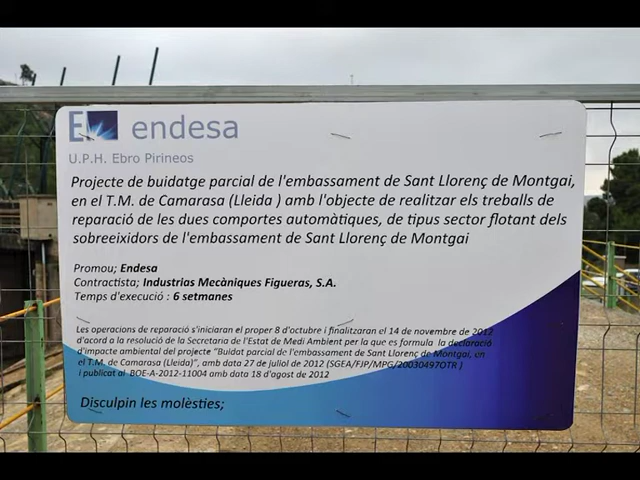 endesa
U.P.H. Ebro Pirineos
Projecte de buidatge parcial de l'embassament de Sant Llorenç de Montgai,
en el T.M. de Camarasa (Lleida ) amb l'objecte de realitzar els treballs de
reparació de les dues comportes automàtiques, de tipus sector flotant dels
sobreeixidors de l'embassament de Sant Llorenç de Montgai
Promou; Endesa
Contractista; Industrias Mecàniques Figueras, S.A.
Temps d'execució : 6 setmanes
Les operacions de reparació s'iniciaran el proper 8 d'octubre i finalitzaran el 14 de novembre de 2012
d'acord a la resolució de la Secretaria de l'Estat de Medi Ambient per la que es formula la declaració
d'impacte ambiental del projecte "Buidat parcial de l'embassament de Sant Llorenç de Montgai, en
el T.M. de Camarasa (Lleida)", amb data 27 de juliol de 2012 (SGEA/FJP/MPG/20030497OTR )
i publicat al BOE-A-2012-11004 amb data 18 d'agost de 2012
Disculpin les molèsties;